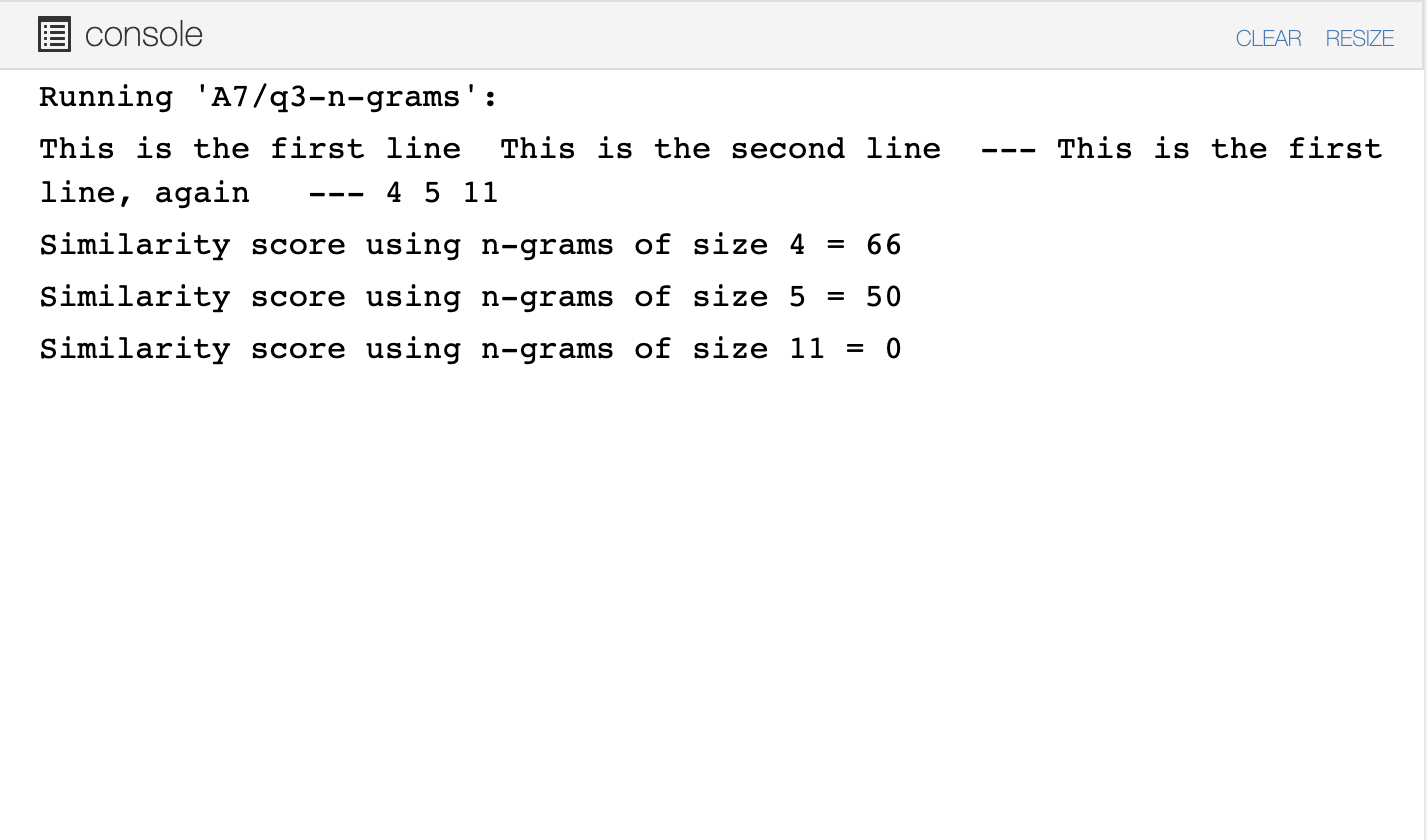 console
CLEAR RESIZE
Running 'A7/q3-n-grams':
This is the first line  This is the second line  --- This is the first
line, again   --- 4 5 11
Similarity score using n-grams of size 4 = 66
Similarity score using n-grams of size 5 = 50
Similarity score using n-grams of size 11 = 0